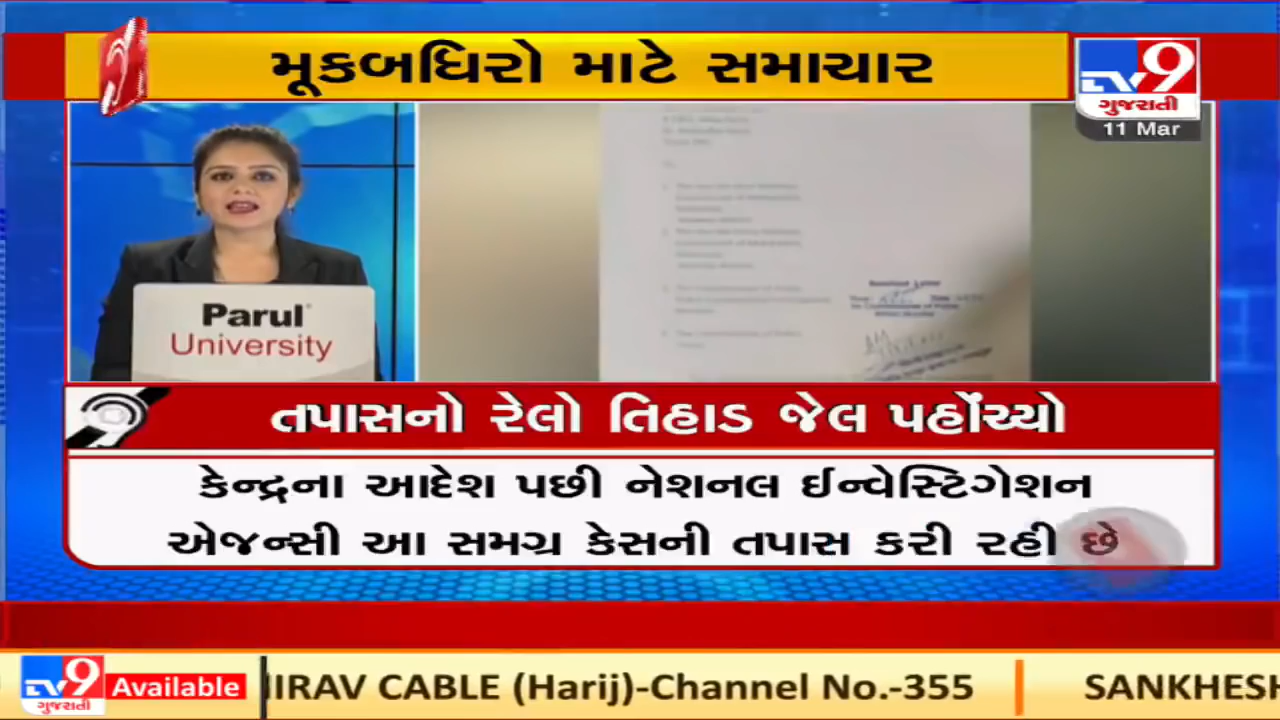 મૂકબધિરો માટે સમાચાર
TV9
ગુજરાતી
11 Mar
Parul
University
તપાસનો રેલો તિહાડ જેલ પહોંચ્યો
કેન્દ્રના આદેશ પછી નેશનલ ઈન્વેસ્ટિગેશન
એજન્સી આ સમગ્ર કેસની તપાસ કરી રહી છે
TV9
ગુજરાતી
Available
IRAV CABLE (Harij)-Channel No.-355
SANKHESH